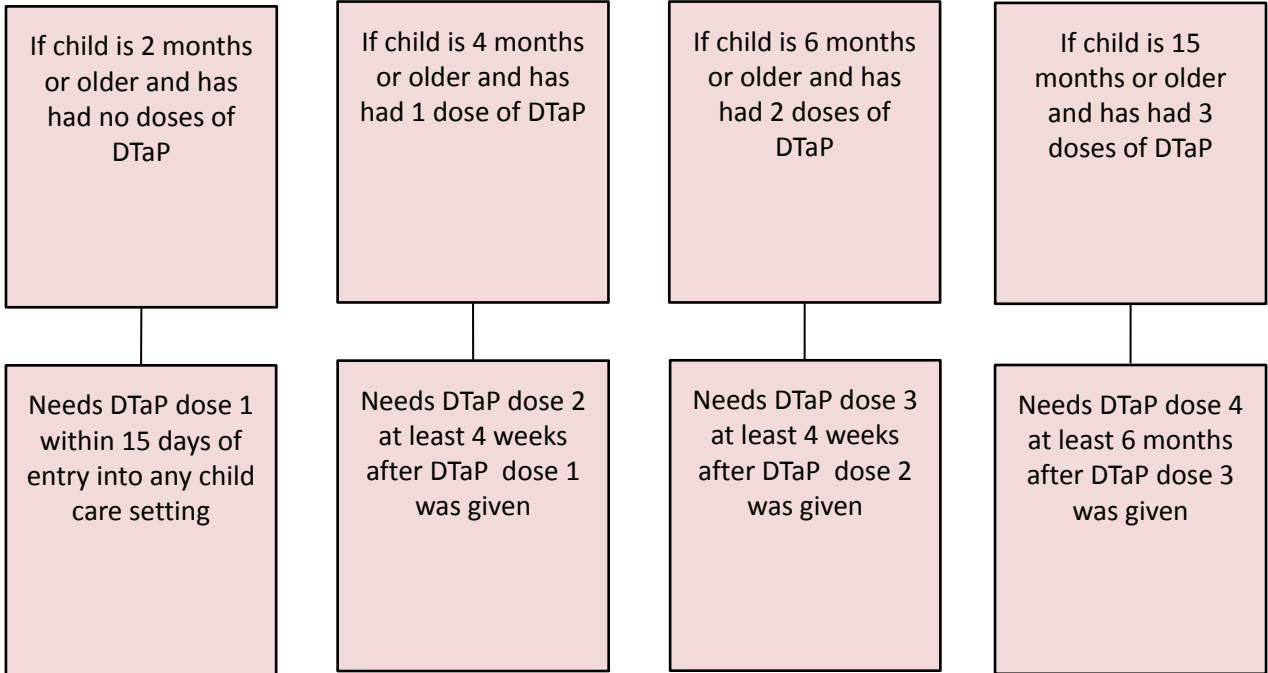 If child is 2 months
or older and has
had no doses of
DTaP
If child is 4 months
or older and has
had 1 dose of DTaP
If child is 6 months
or older and has
had 2 doses of
DTaP
If child is 15
months or older
and has had 3
doses of DTaP
Needs DTaP dose 1
within 15 days of
entry into any child
care setting
Needs DTaP dose 2
at least 4 weeks
after DTaP  dose 1
was given
Needs DTaP dose 3
at least 4 weeks
after DTaP  dose 2
was given
Needs DTaP dose 4
at least 6 months
after DTaP dose 3
was given